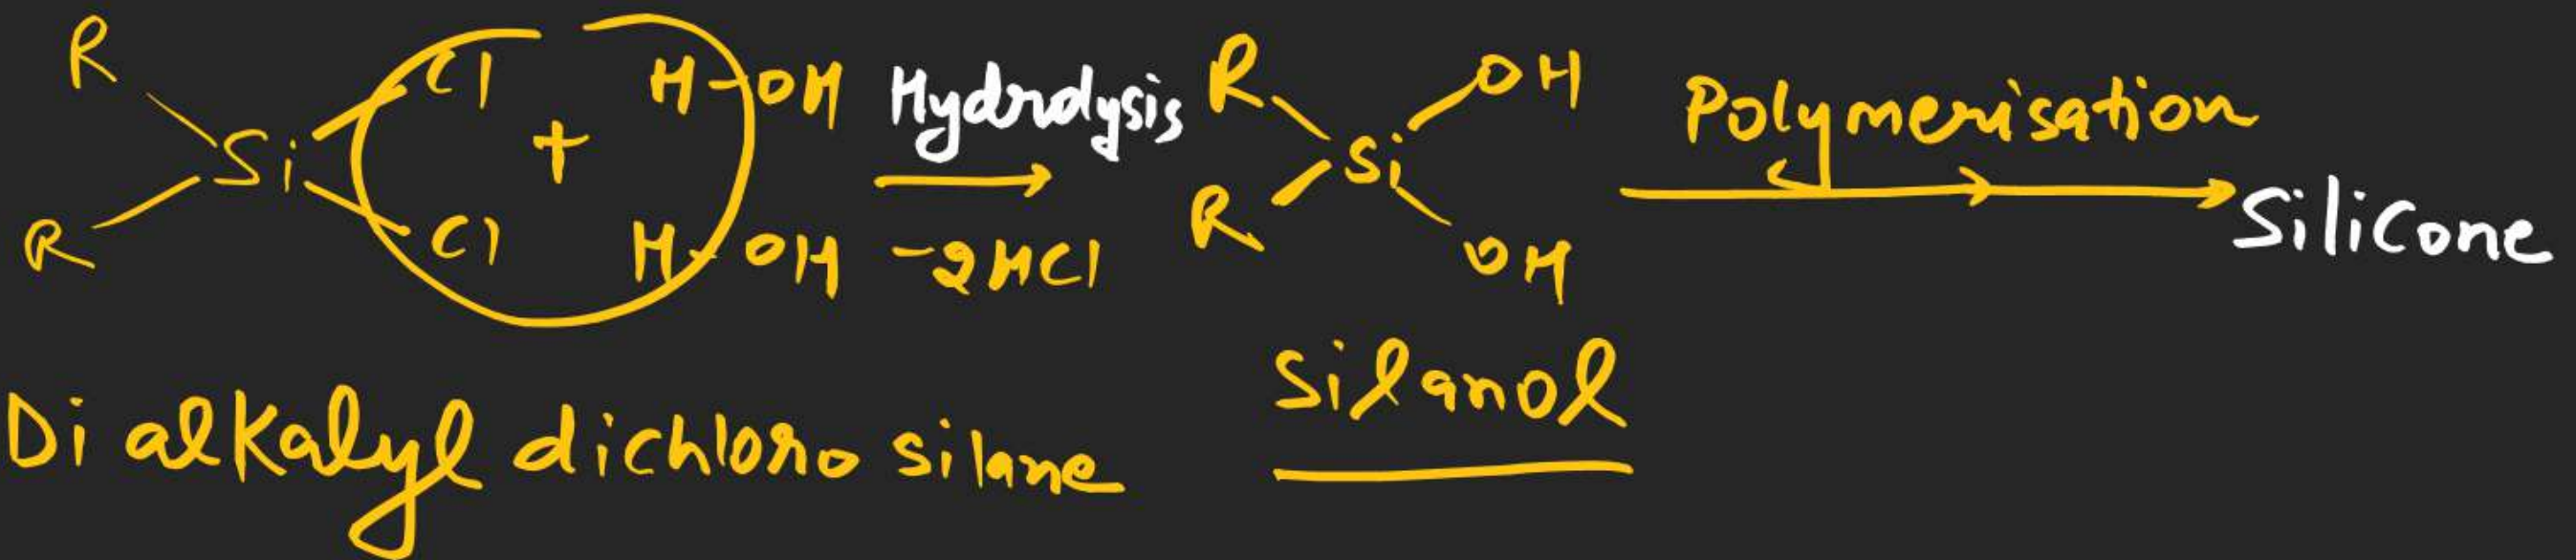 R Cl H-OH Hydrolysis R OH Polymerisation
Si + Si Silicone
R Cl H-OH -2HCl R OH
Di alkalyl dichloro silane Silanol